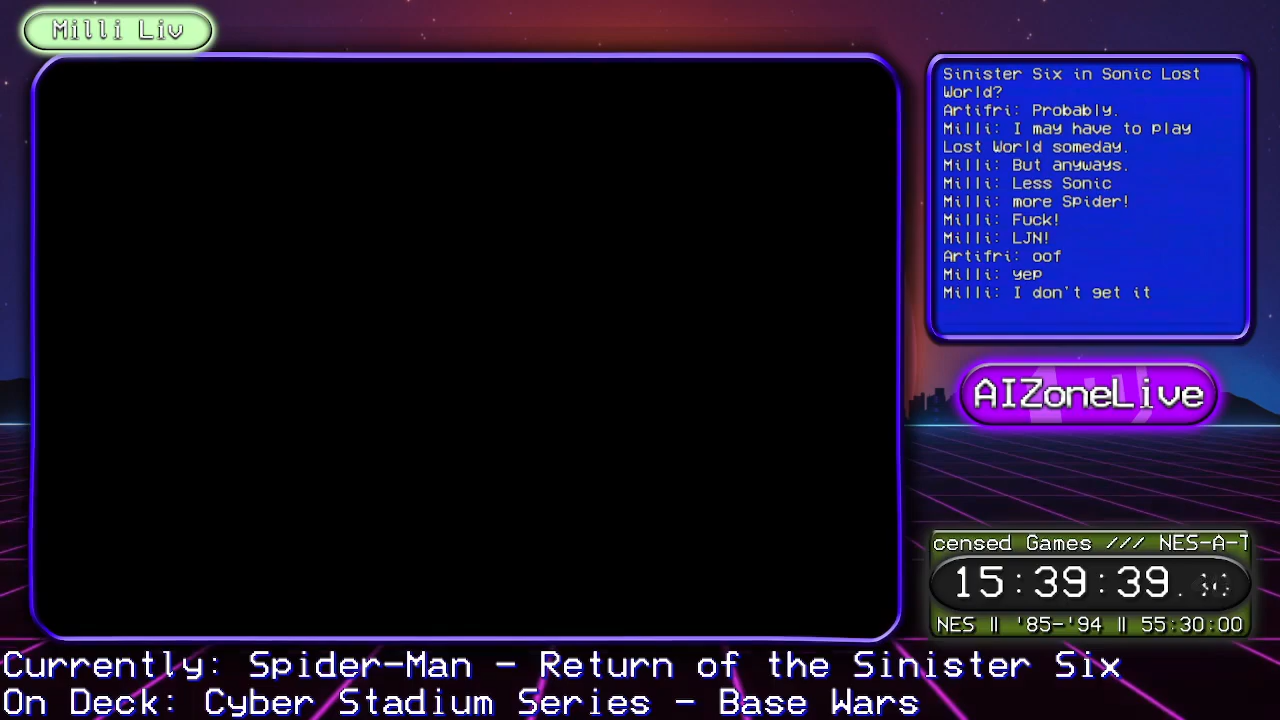 Milli Liv
Sinister Six in Sonic Lost
World?
Artifri: Probably.
Milli: I may have to play
Lost World someday.
Milli: But anyways.
Milli: Less Sonic
Milli: more Spider!
Milli: Fuck!
Milli: LJN!
Artifri: oof
Milli: yep
Milli: I don't get it
AIZoneLive
censed Games /// NES-A-T
15:39:39.
NES || '85-'94 || 55:30:00
Currently: Spider-Man - Return of the Sinister Six
On Deck: Cyber Stadium Series - Base Wars